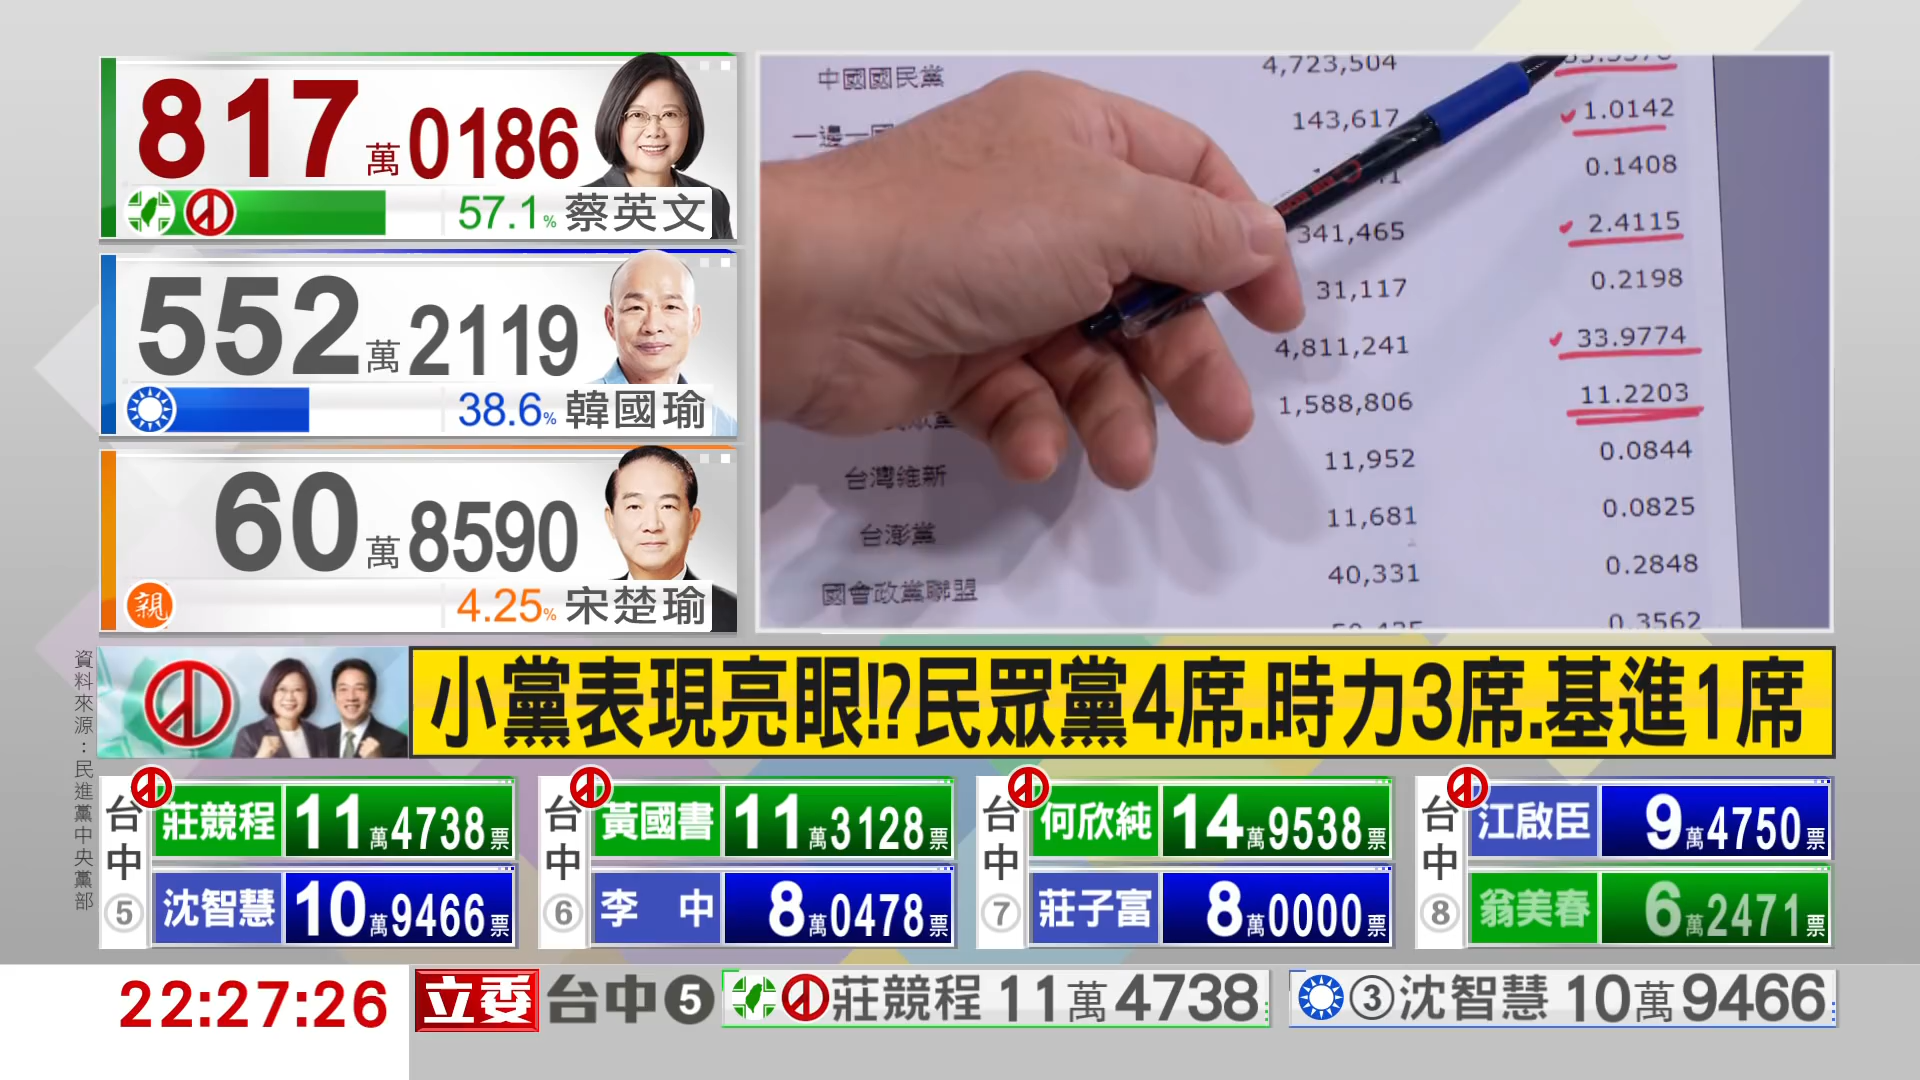 817萬0186
57.1% 蔡英文
552萬2119
38.6% 韓國瑜
60萬8590
親 4.25% 宋楚瑜
中國國民黨 4,723,504
一邊一國 143,617 1.0142
0.1408
341,465 2.4115
31,117 0.2198
4,811,241 33.9774
1,588,806 11.2203
台灣維新 11,952 0.0844
台澎黨 11,681 0.0825
國會政黨聯盟 40,331 0.2848
0.3562
資料來源：民進黨中央黨部
小黨表現亮眼!?民眾黨4席.時力3席.基進1席
台中5 莊競程 11萬4738票
沈智慧 10萬9466票
台中6 黃國書 11萬3128票
李 中 8萬0478票
台中7 何欣純 14萬9538票
莊子富 8萬0000票
台中8 江啟臣 9萬4750票
翁美春 6萬2471票
22:27:26 立委 台中5 莊競程 11萬4738 3沈智慧 10萬9466